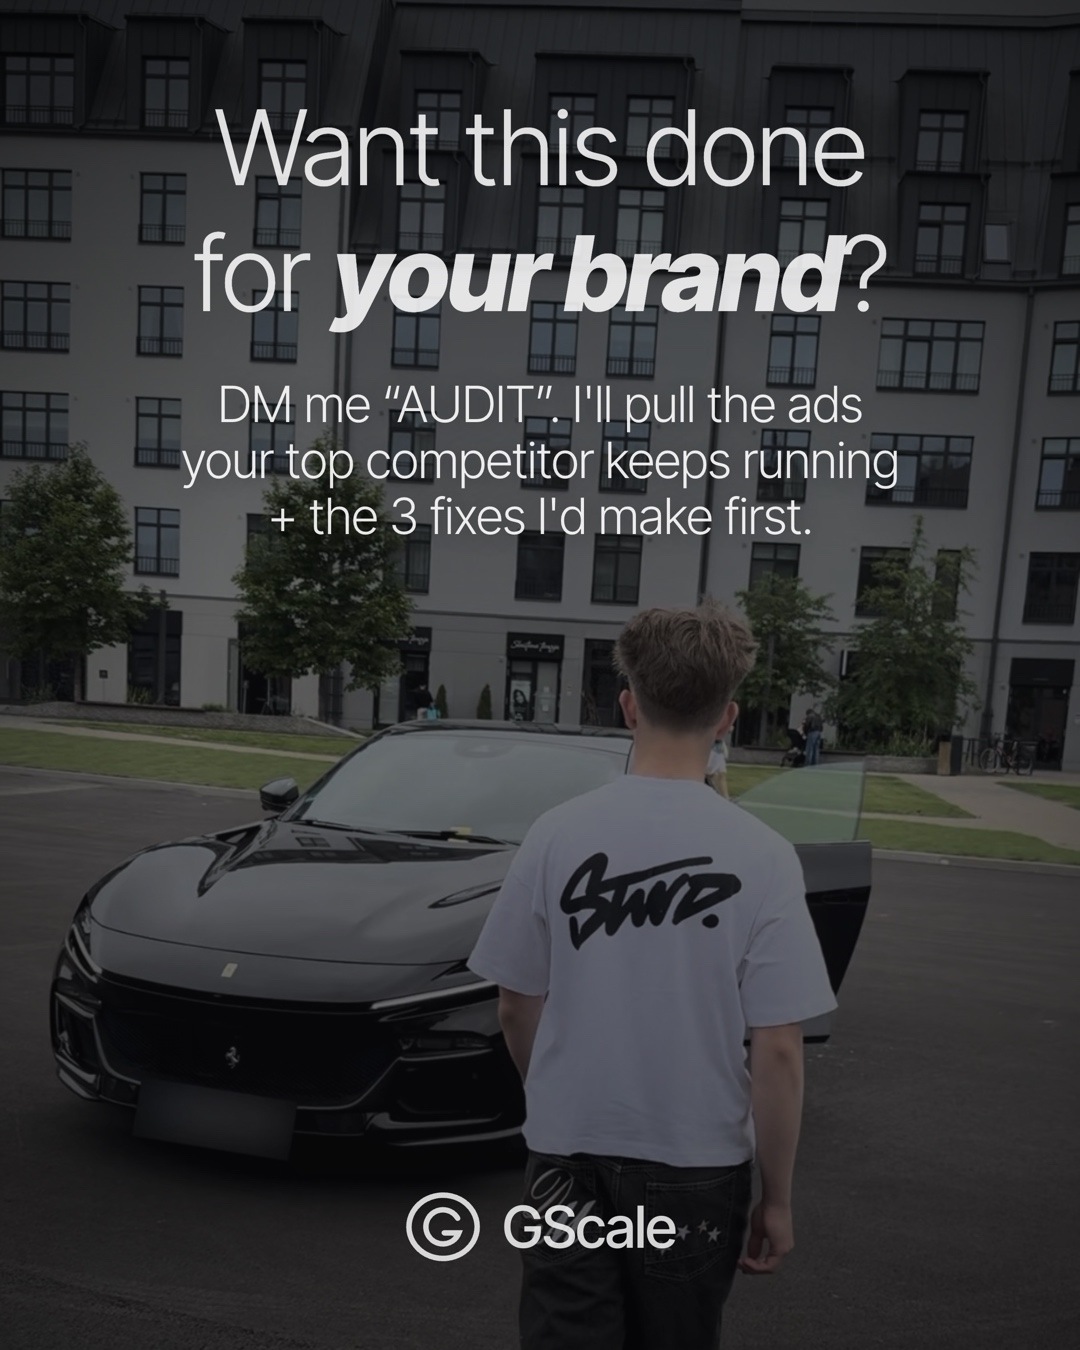 Want this done
for your brand?
DM me “AUDIT”. I'll pull the ads
your top competitor keeps running
+ the 3 fixes I'd make first.
G GScale